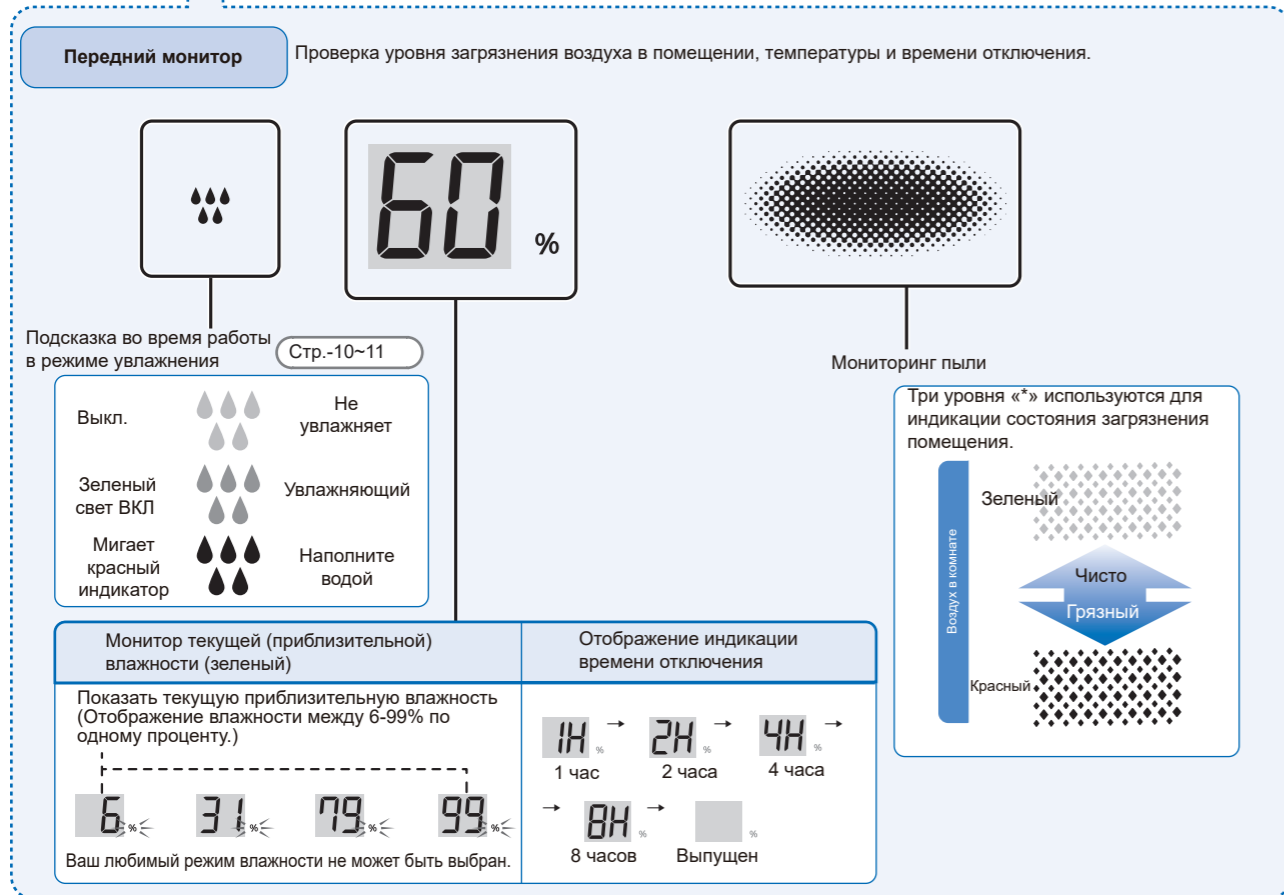 Передний монитор
Проверка уровня загрязнения воздуха в помещении, температуры и времени отключения.
60 %
Подсказка во время работы
в режиме увлажнения
Стр.-10~11
Выкл.
Не
увлажняет
Зеленый
свет ВКЛ
Увлажняющий
Мигает
красный
индикатор
Наполните
водой
Мониторинг пыли
Три уровня «*» используются для
индикации состояния загрязнения
помещения.
Воздух в комнате
Зеленый
Чисто
Грязный
Красный
Монитор текущей (приблизительной)
влажности (зеленый)
Показать текущую приблизительную влажность
(Отображение влажности между 6-99% по
одному проценту.)
6 % 31 % 79 % 99 %
Ваш любимый режим влажности не может быть выбран.
Отображение индикации
времени отключения
1H % → 2H % → 4H % →
1 час 2 часа 4 часа
→ 8H % → %
8 часов Выпущен